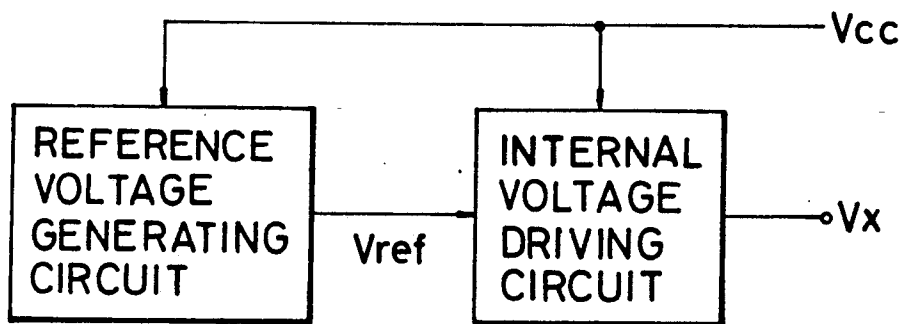 Vcc
REFERENCE
VOLTAGE
GENERATING
CIRCUIT
Vref
INTERNAL
VOLTAGE
DRIVING
CIRCUIT
Vx